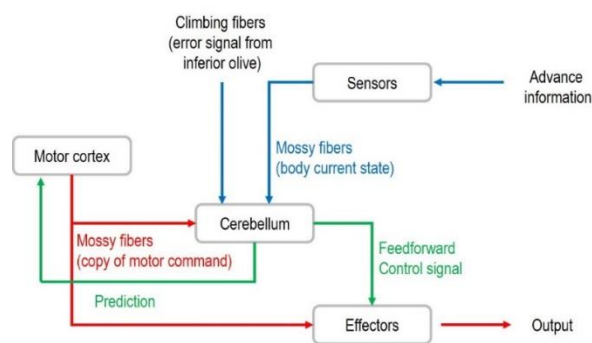 Climbing fibers
(error signal from
inferior olive)
Sensors
Advance
information
Mossy fibers
(body current state)
Motor cortex
Cerebellum
Mossy fibers
(copy of motor command)
Feedforward
Control signal
Prediction
Effectors
Output